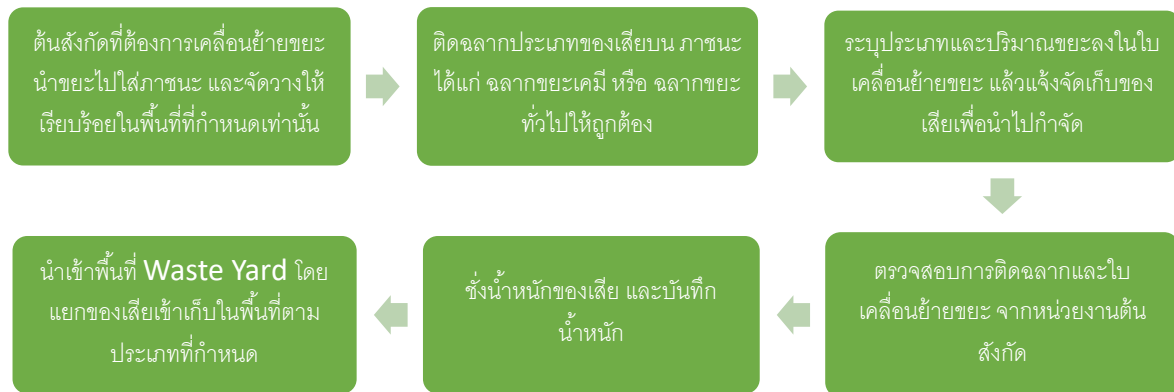 ต้นสังกัดที่ต้องการเคลื่อนย้ายขยะ
นำขยะไปใส่ภาชนะ และจัดวางให้
เรียบร้อยในพื้นที่ที่กำหนดเท่านั้น
ติดฉลากประเภทของเสียบน ภาชนะ
ได้แก่ ฉลากขยะเคมี หรือ ฉลากขยะ
ทั่วไปให้ถูกต้อง
ระบุประเภทและปริมาณขยะลงในใบ
เคลื่อนย้ายขยะ แล้วแจ้งจัดเก็บของ
เสียเพื่อนำไปกำจัด
ตรวจสอบการติดฉลากและใบ
เคลื่อนย้ายขยะ จากหน่วยงานต้น
สังกัด
ชั่งน้ำหนักของเสีย และบันทึก
น้ำหนัก
นำเข้าพื้นที่ Waste Yard โดย
แยกของเสียเข้าเก็บในพื้นที่ตาม
ประเภทที่กำหนด